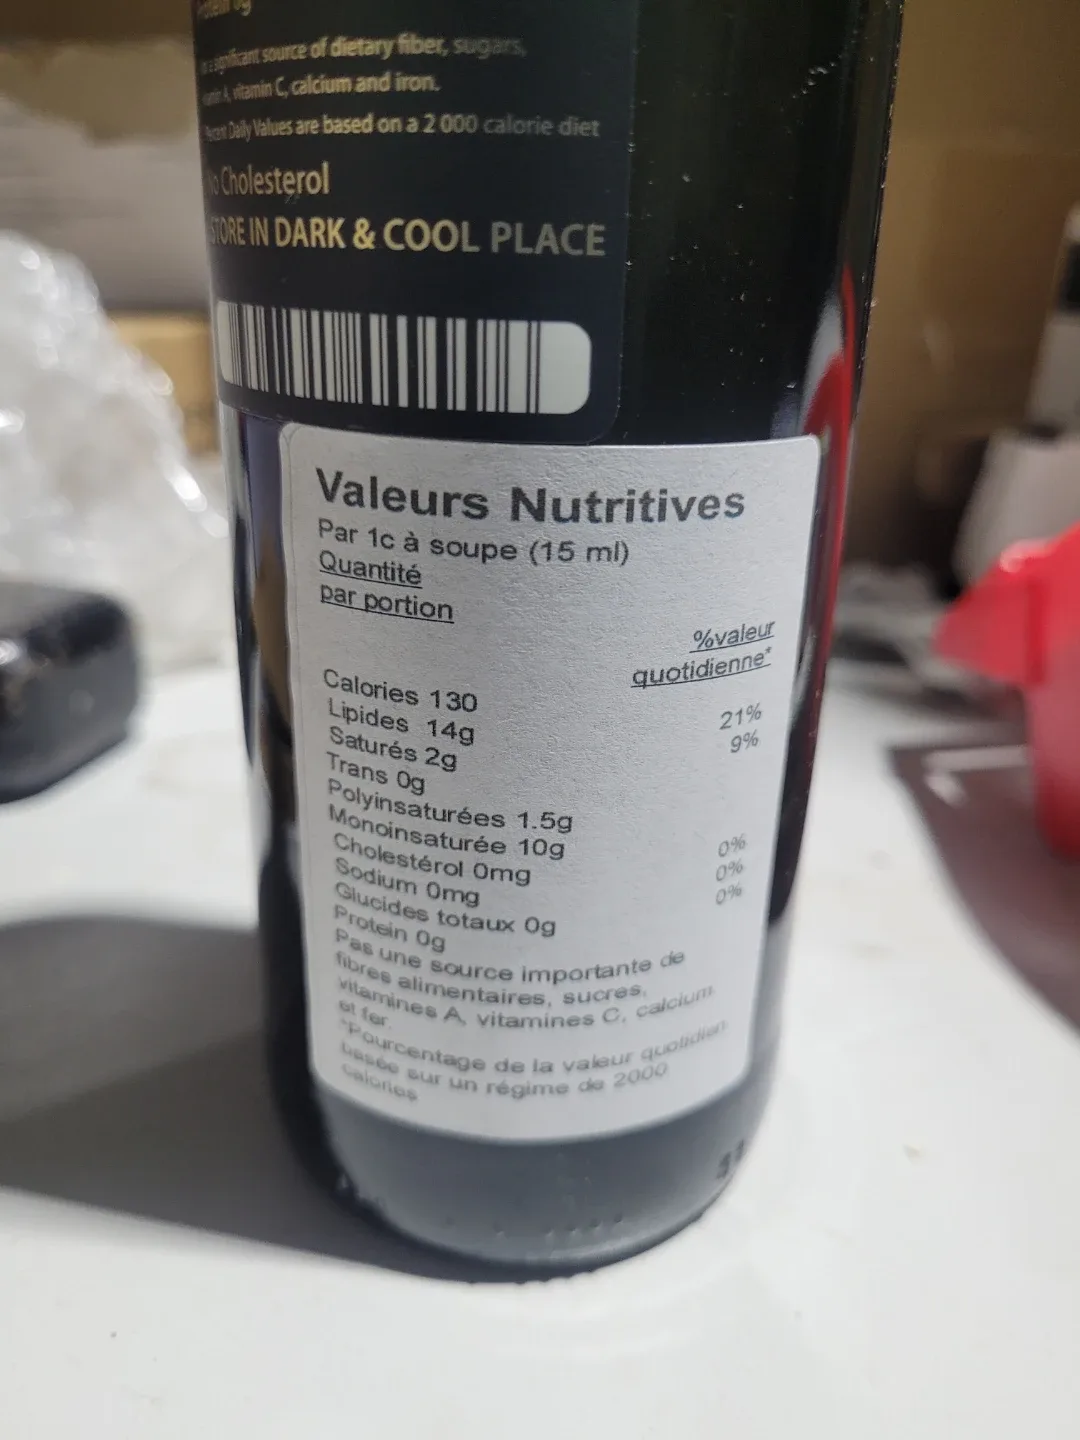 Protein 0g
significant source of dietary fiber, sugars,
vitamin C, calcium and iron.
Daily Values are based on a 2 000 calorie diet
No Cholesterol
STORE IN DARK & COOL PLACE
Valeurs Nutritives
Par 1c à soupe (15 ml)
Quantité
par portion
%valeur
quotidienne*
Calories 130
Lipides 14g 21%
Saturés 2g 9%
Trans 0g
Polyinsaturées 1.5g
Monoinsaturée 10g
Cholestérol 0mg 0%
Sodium 0mg 0%
Glucides totaux 0g 0%
Protein 0g
Pas une source importante de
fibres alimentaires, sucres,
vitamines A, vitamines C, calcium
et fer.
*Pourcentage de la valeur quotidien
basée sur un régime de 2000
calories